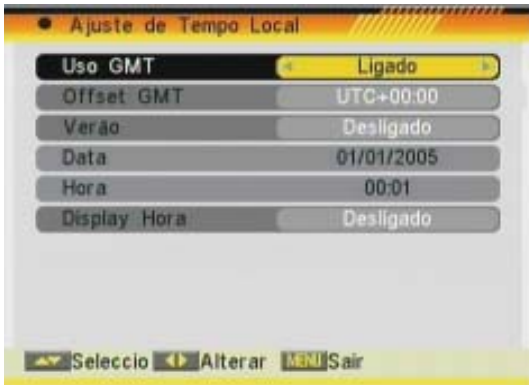 Ajuste de Tempo Local
Uso GMT Ligado
Offset GMT UTC+00:00
Verão Desligado
Data 01/01/2005
Hora 00:01
Display Hora Desligado
Seleccio Alterar MENU Sair